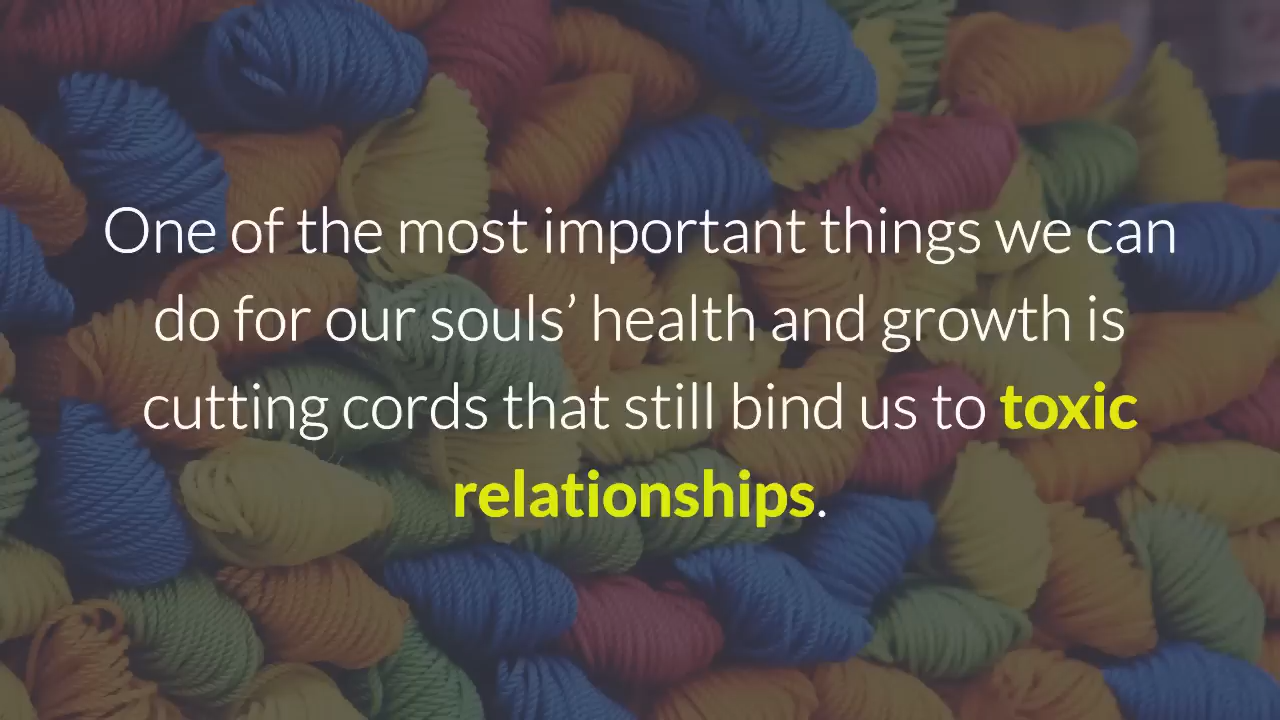 One of the most important things we can
do for our souls’ health and growth is
cutting cords that still bind us to toxic
relationships.